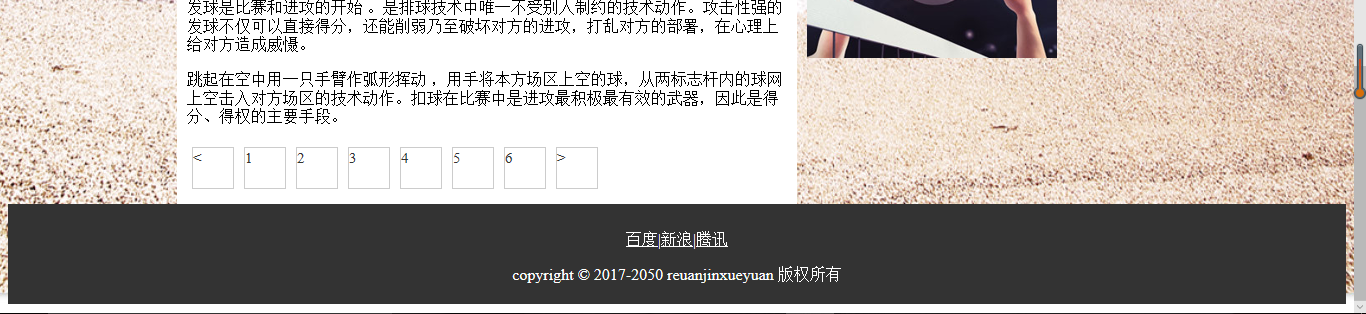 发球是比赛和进攻的开始 。是排球技术中唯一不受别人制约的技术动作。攻击性强的
发球不仅可以直接得分，还能削弱乃至破坏对方的进攻，打乱对方的部署，在心理上
给对方造成威慑。
跳起在空中用一只手臂作弧形挥动 ，用手将本方场区上空的球，从两标志杆内的球网
上空击入对方场区的技术动作。扣球在比赛中是进攻最积极最有效的武器，因此是得
分、得权的主要手段。
< 1 2 3 4 5 6 >
百度|新浪|腾讯
copyright © 2017-2050 reuanjinxueyuan 版权所有